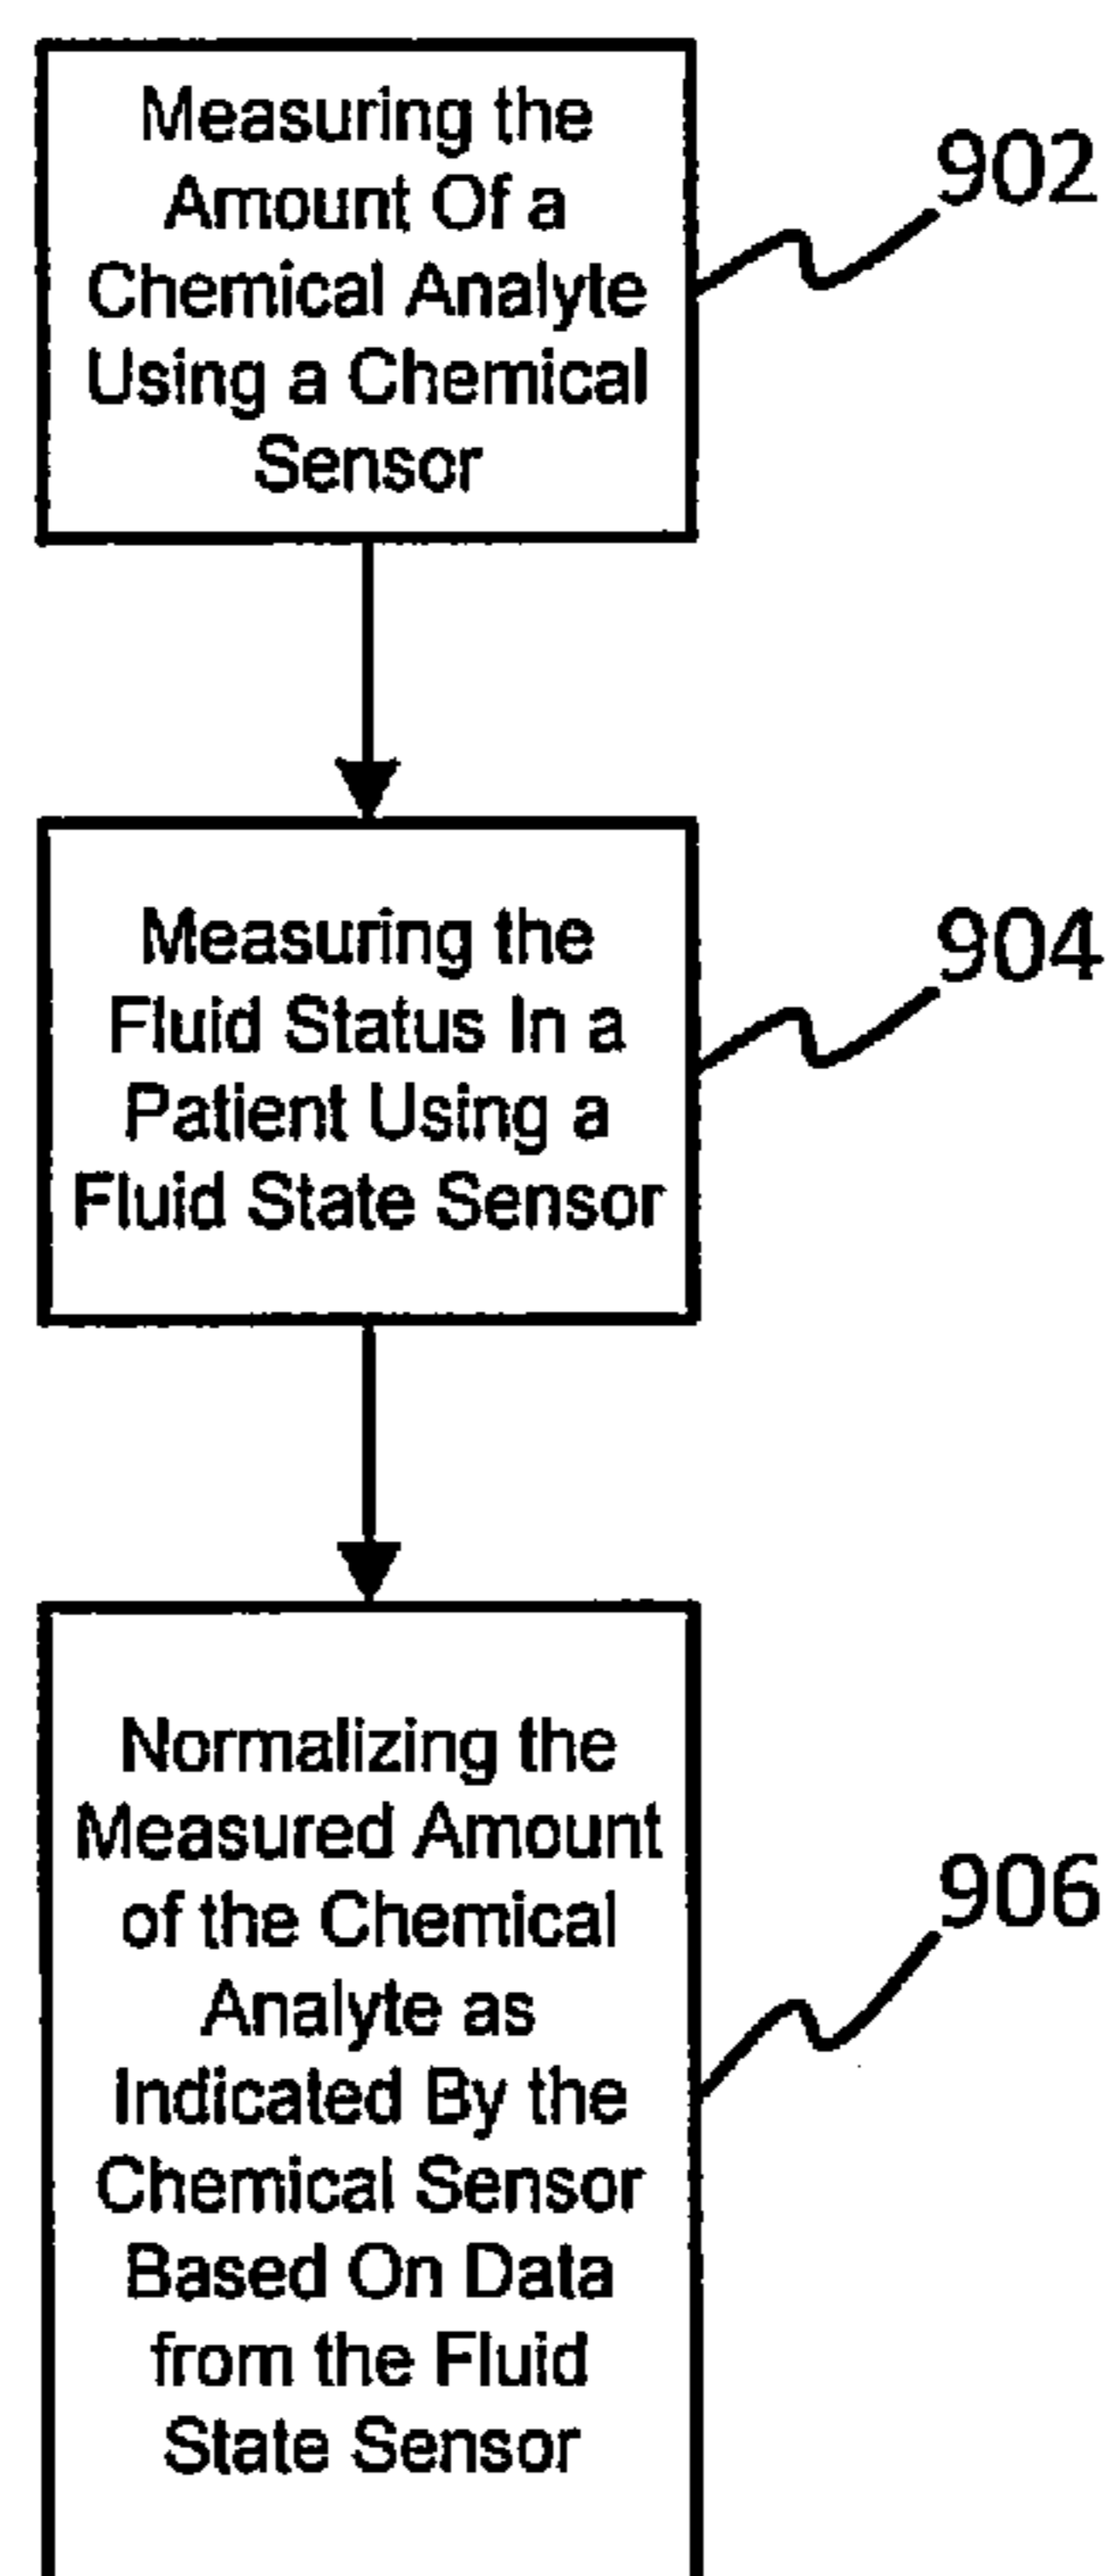 Measuring the
Amount Of a
Chemical Analyte
Using a Chemical
Sensor
902
Measuring the
Fluid Status In a
Patient Using a
Fluid State Sensor
904
Normalizing the
Measured Amount
of the Chemical
Analyte as
Indicated By the
Chemical Sensor
Based On Data
from the Fluid
State Sensor
906